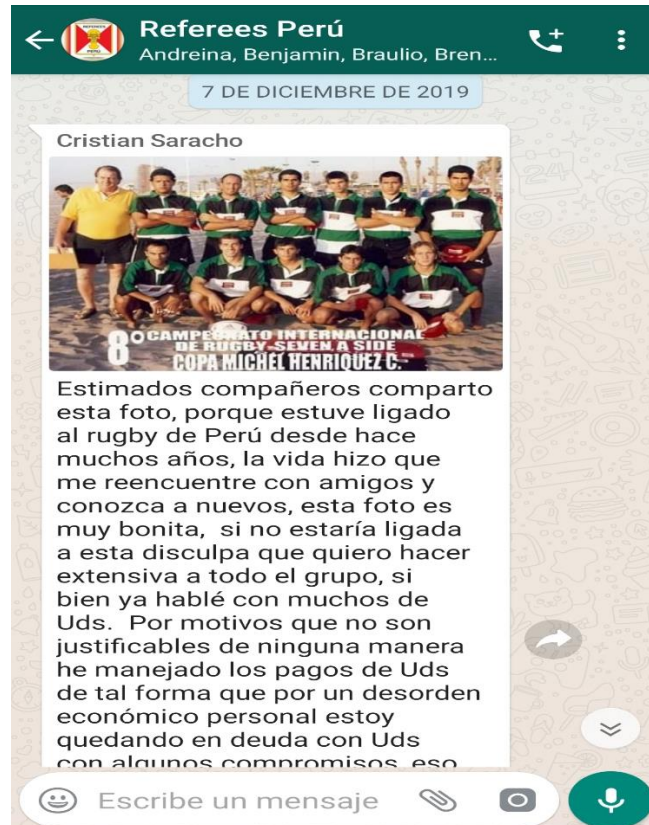 Referees Perú
Andreina, Benjamin, Braulio, Bren...
7 DE DICIEMBRE DE 2019
Cristian Saracho
8º CAMPEONATO INTERNACIONAL
DE RUGBY-SEVEN A SIDE
COPA MICHEL HENRIQUEZ C.
Estimados compañeros comparto
esta foto, porque estuve ligado
al rugby de Perú desde hace
muchos años, la vida hizo que
me reencuentre con amigos y
conozca a nuevos, esta foto es
muy bonita, si no estaría ligada
a esta disculpa que quiero hacer
extensiva a todo el grupo, si
bien ya hablé con muchos de
Uds. Por motivos que no son
justificables de ninguna manera
he manejado los pagos de Uds
de tal forma que por un desorden
económico personal estoy
quedando en deuda con Uds
con algunos compromisos, eso
Escribe un mensaje